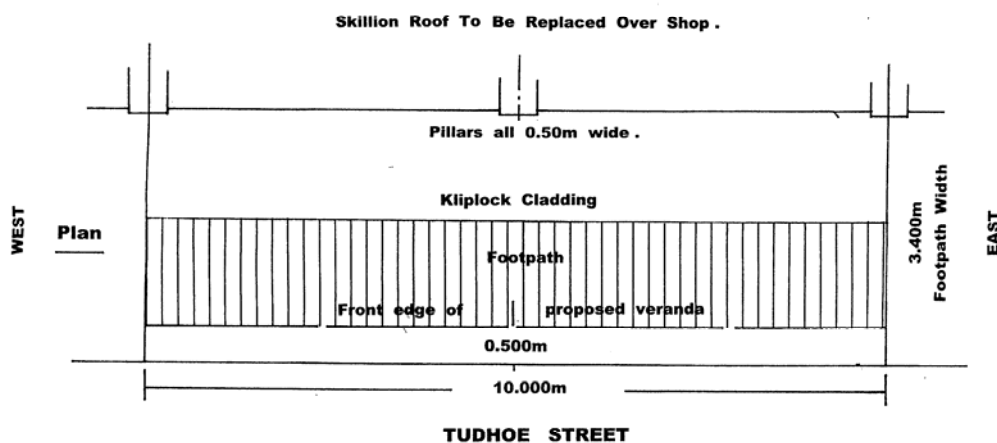 Skillion Roof To Be Replaced Over Shop .
Pillars all 0.50m wide .
Kliplock Cladding
WEST
Plan
Footpath
3.400m
Footpath Width
EAST
Front edge of proposed veranda
0.500m
10.000m
TUDHOE STREET